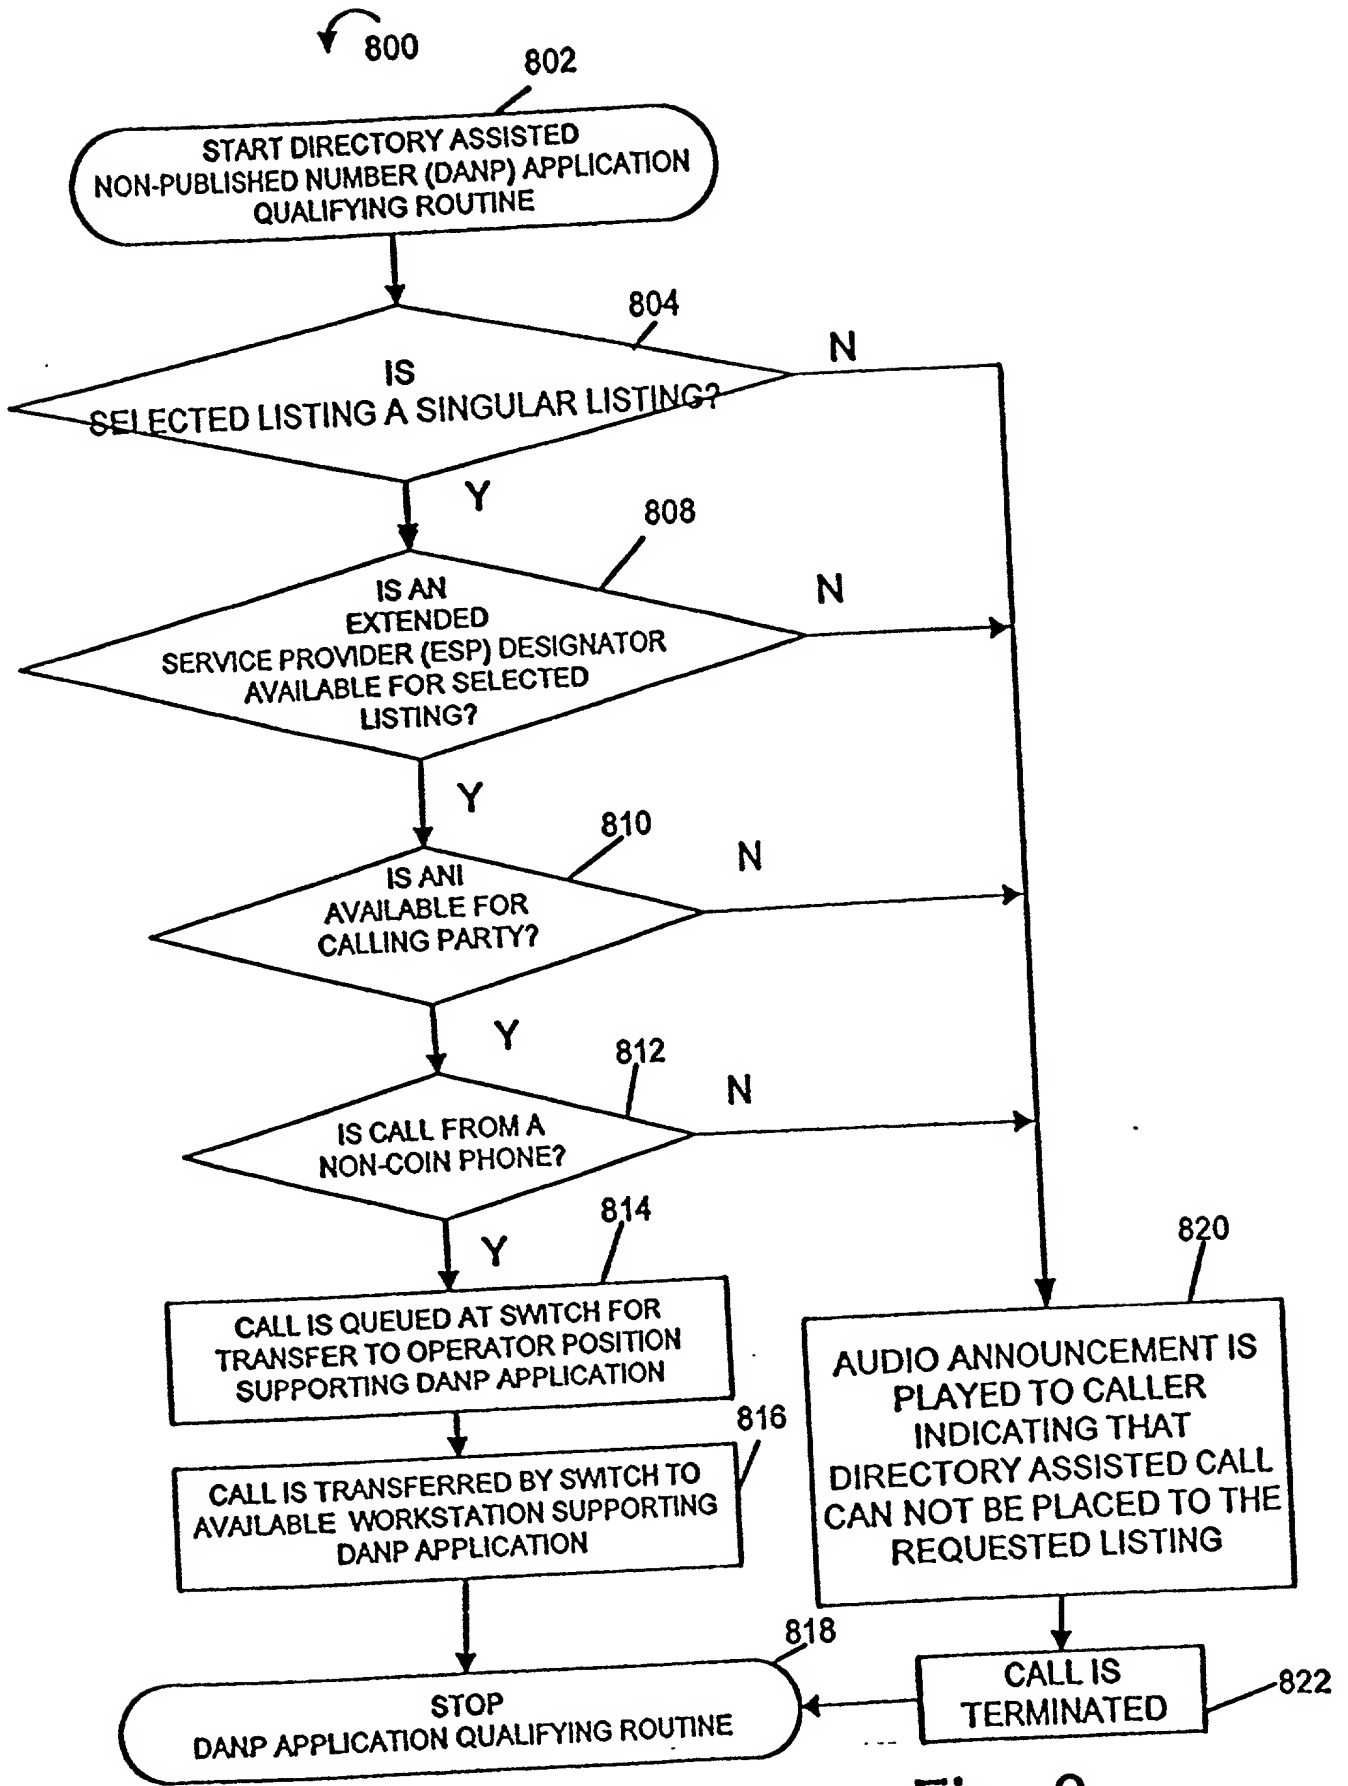 800
802
START DIRECTORY ASSISTED
NON-PUBLISHED NUMBER (DANP) APPLICATION
QUALIFYING ROUTINE
804
N
IS
SELECTED LISTING A SINGULAR LISTING?
Y
808
N
IS AN
EXTENDED
SERVICE PROVIDER (ESP) DESIGNATOR
AVAILABLE FOR SELECTED
LISTING?
Y
810
N
IS ANI
AVAILABLE FOR
CALLING PARTY?
Y
812
N
IS CALL FROM A
NON-COIN PHONE?
Y
814
CALL IS QUEUED AT SWITCH FOR
TRANSFER TO OPERATOR POSITION
SUPPORTING DANP APPLICATION
816
CALL IS TRANSFERRED BY SWITCH TO
AVAILABLE WORKSTATION SUPPORTING
DANP APPLICATION
820
AUDIO ANNOUNCEMENT IS
PLAYED TO CALLER
INDICATING THAT
DIRECTORY ASSISTED CALL
CAN NOT BE PLACED TO THE
REQUESTED LISTING
818
STOP
DANP APPLICATION QUALIFYING ROUTINE
CALL IS
TERMINATED
822